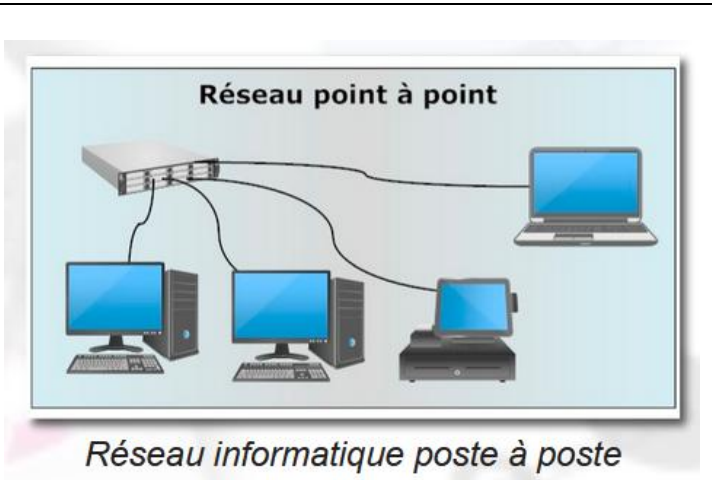 Réseau point à point
Réseau informatique poste à poste